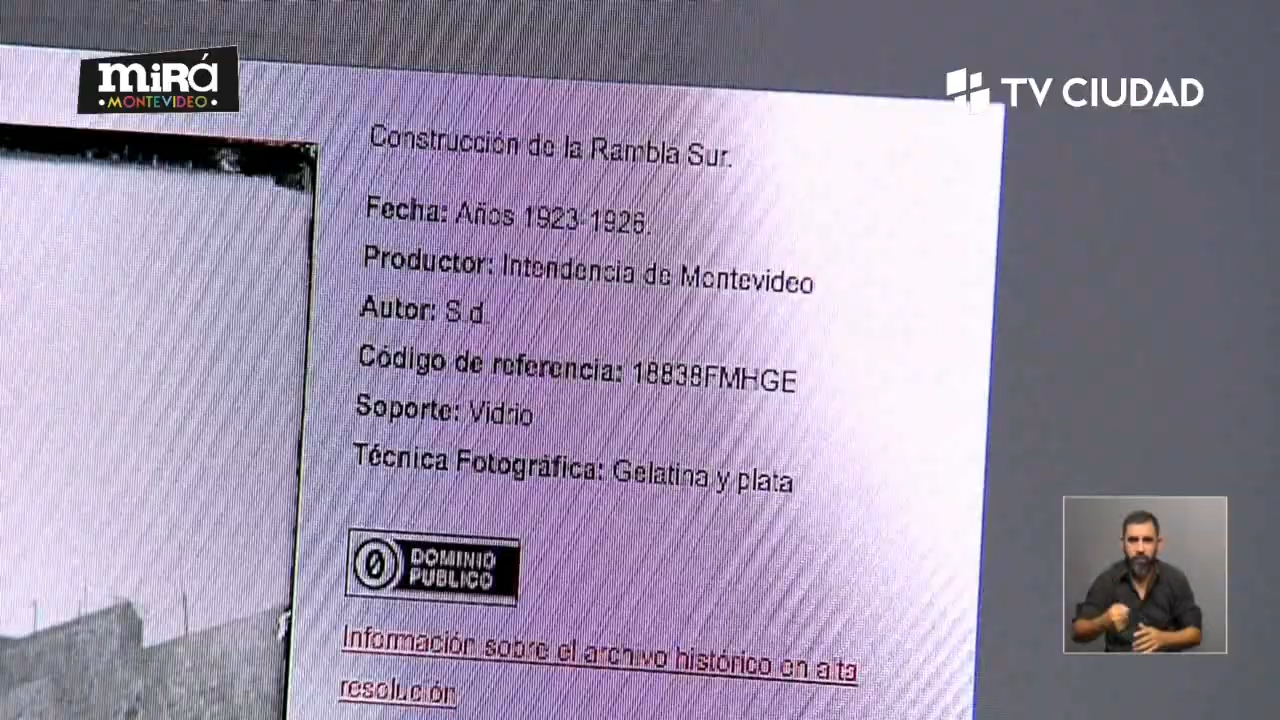 MIRÁ
• MONTEVIDEO •
TV CIUDAD
Construcción de la Rambla Sur.
Fecha: Años 1923-1926.
Productor: Intendencia de Montevideo
Autor: S.d.
Código de referencia: 18838FMHGE
Soporte: Vidrio
Técnica Fotográfica: Gelatina y plata
0 DOMINIO
PUBLICO
Información sobre el archivo histórico en alta
resolución